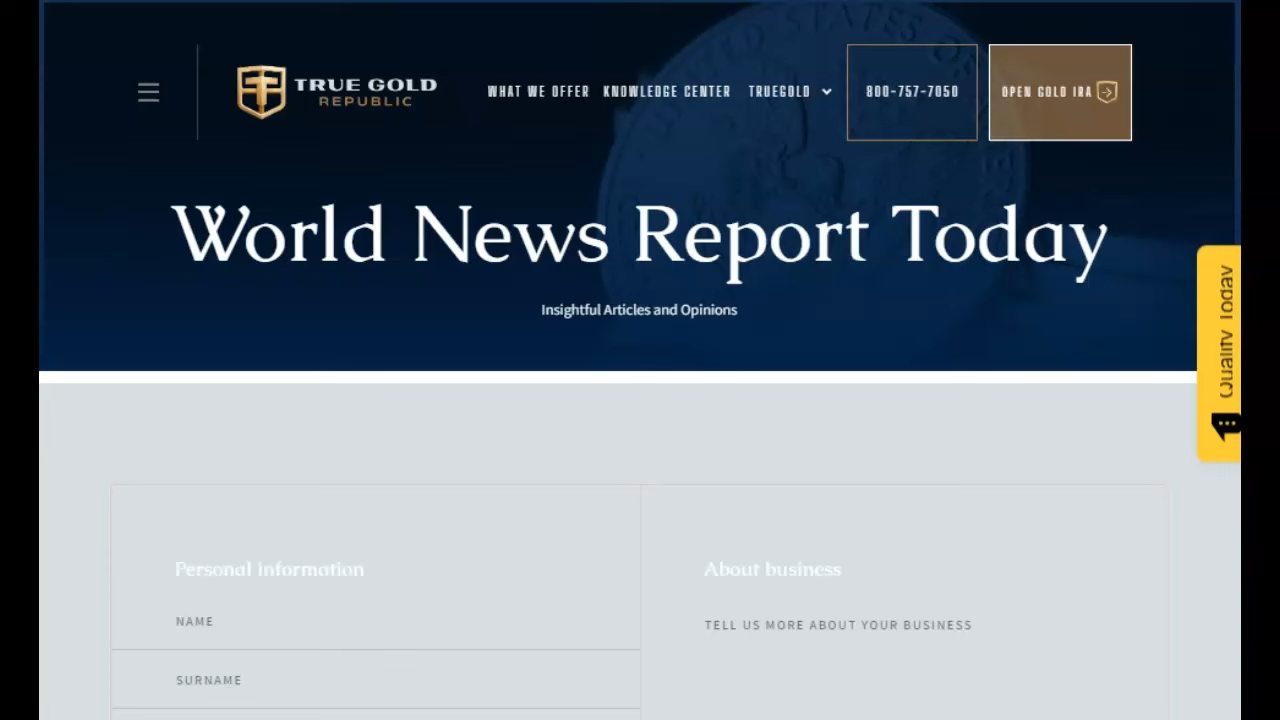 TRUE GOLD
REPUBLIC
WHAT WE OFFER
KNOWLEDGE CENTER
TRUEGOLD
800-757-7050
OPEN GOLD IRA
World News Report Today
Insightful Articles and Opinions
Quality Today
Personal information
NAME
SURNAME
About business
TELL US MORE ABOUT YOUR BUSINESS